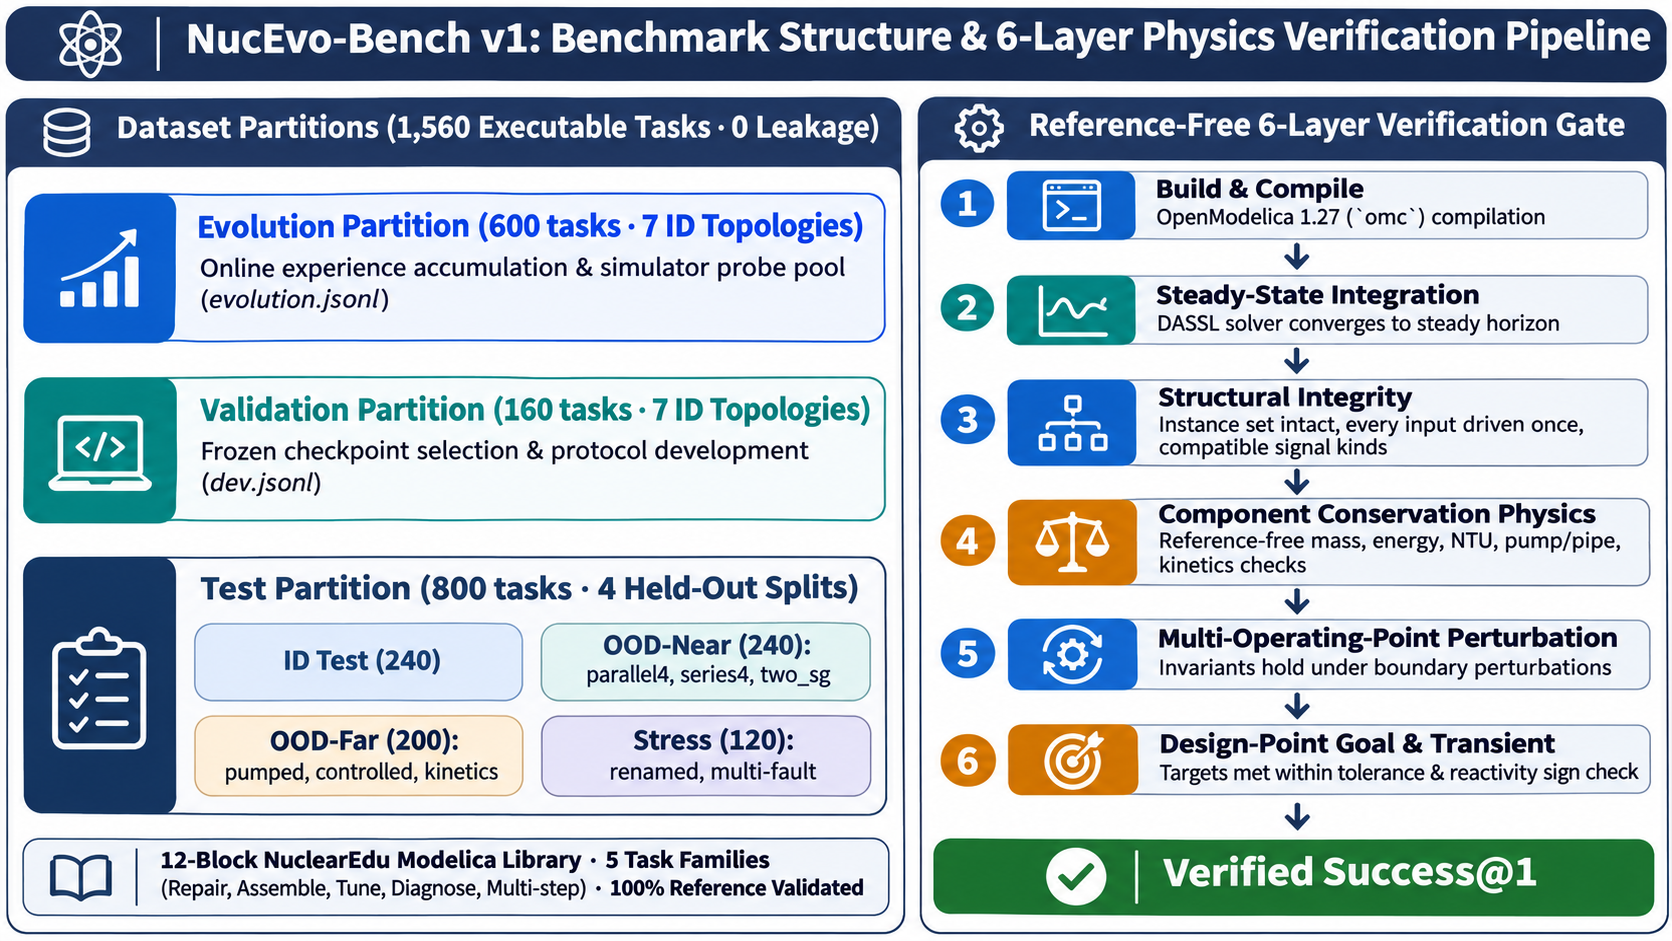 NucEvo-Bench v1: Benchmark Structure & 6-Layer Physics Verification Pipeline
Dataset Partitions (1,560 Executable Tasks · 0 Leakage)
Evolution Partition (600 tasks · 7 ID Topologies)
Online experience accumulation & simulator probe pool
(evolution.jsonl)
</>
Validation Partition (160 tasks · 7 ID Topologies)
Frozen checkpoint selection & protocol development
(dev.jsonl)
Test Partition (800 tasks · 4 Held-Out Splits)
ID Test (240)
OOD-Near (240):
parallel4, series4, two_sg
OOD-Far (200):
pumped, controlled, kinetics
Stress (120):
renamed, multi-fault
12-Block NuclearEdu Modelica Library · 5 Task Families
(Repair, Assemble, Tune, Diagnose, Multi-step) · 100% Reference Validated
Reference-Free 6-Layer Verification Gate
1
>_
Build & Compile
OpenModelica 1.27 (`omc`) compilation
2
Steady-State Integration
DASSL solver converges to steady horizon
3
Structural Integrity
Instance set intact, every input driven once,
compatible signal kinds
4
Component Conservation Physics
Reference-free mass, energy, NTU, pump/pipe,
kinetics checks
5
Multi-Operating-Point Perturbation
Invariants hold under boundary perturbations
6
Design-Point Goal & Transient
Targets met within tolerance & reactivity sign check
Verified Success@1